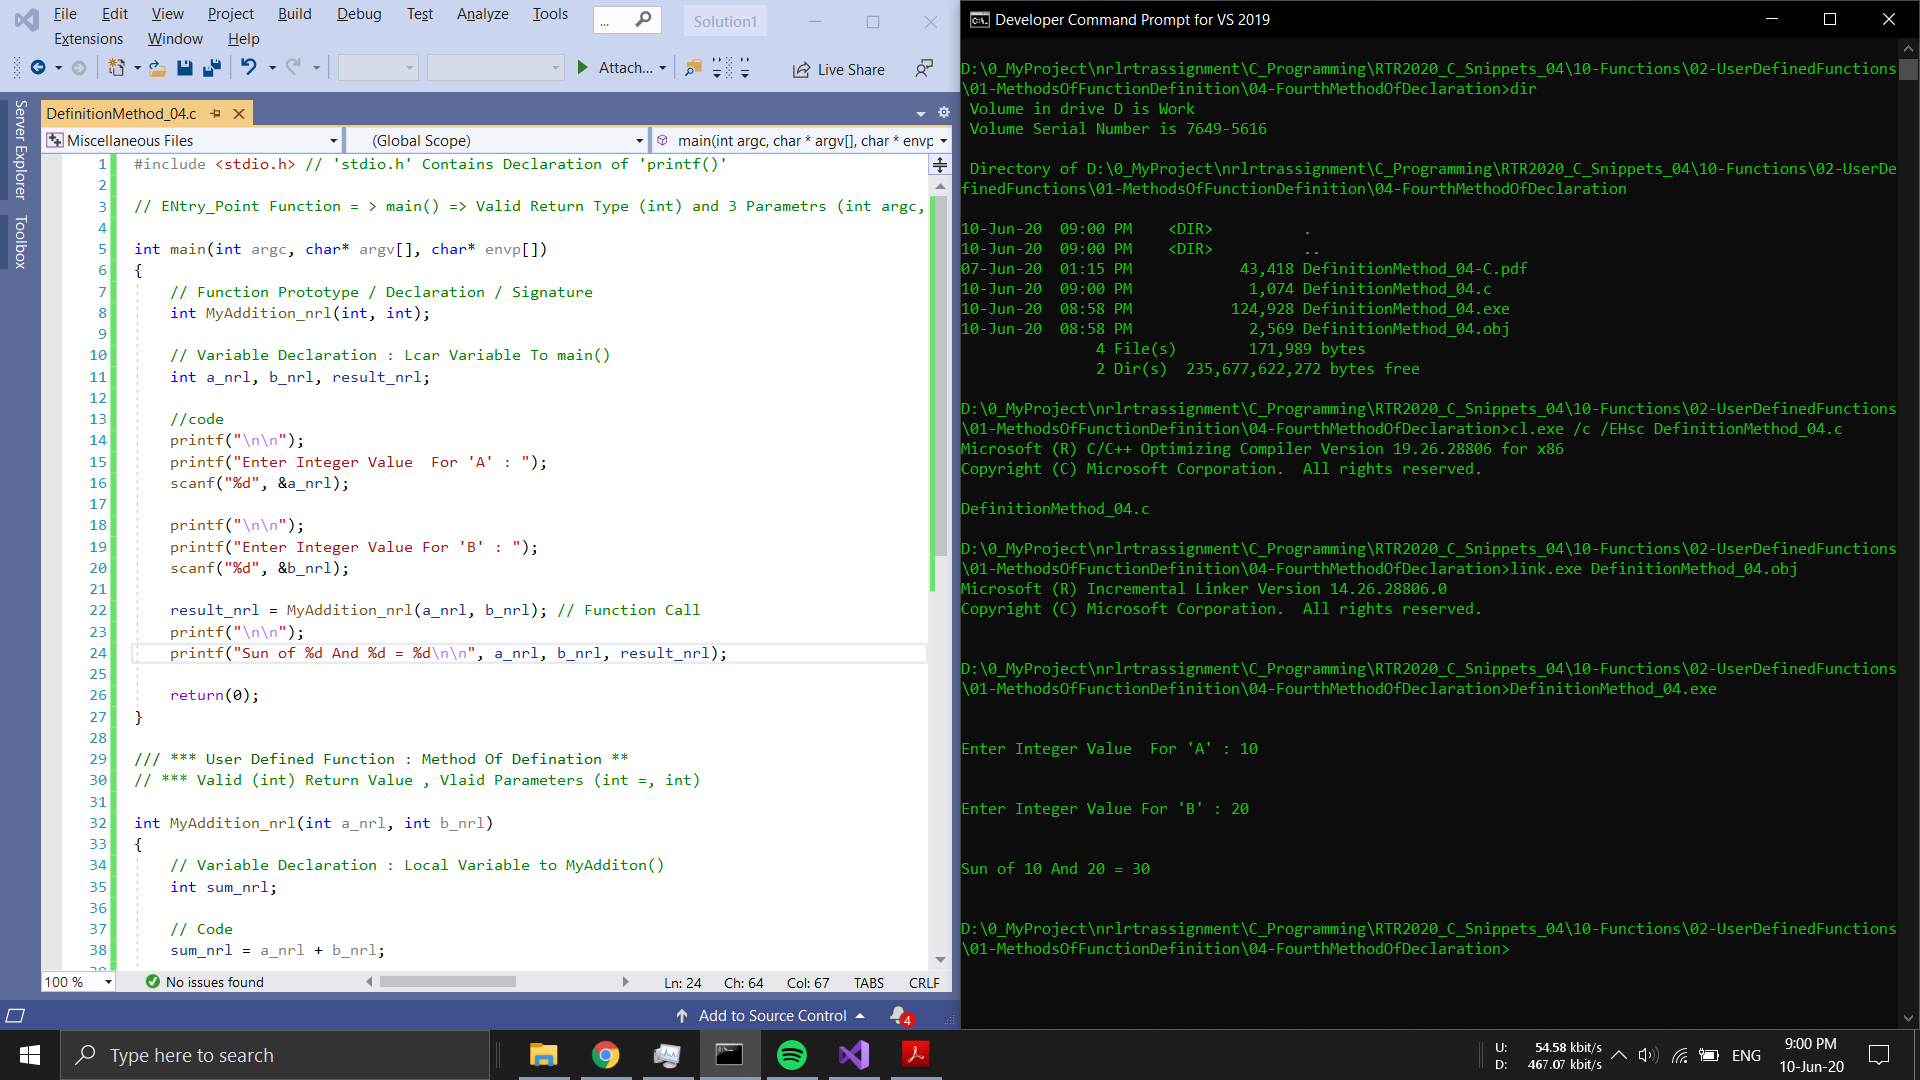 File Edit View Project Build Debug Test Analyze Tools ... Solution1
Extensions Window Help
Attach... Live Share
Server Explorer
Toolbox
DefinitionMethod_04.c
Miscellaneous Files (Global Scope) main(int argc, char * argv[], char * envp
1 #include <stdio.h> // 'stdio.h' Contains Declaration of 'printf()'
2
3 // ENtry_Point Function = > main() => Valid Return Type (int) and 3 Parametrs (int argc,
4
5 int main(int argc, char* argv[], char* envp[])
6 {
7 // Function Prototype / Declaration / Signature
8 int MyAddition_nrl(int, int);
9
10 // Variable Declaration : Lcar Variable To main()
11 int a_nrl, b_nrl, result_nrl;
12
13 //code
14 printf("\n\n");
15 printf("Enter Integer Value  For 'A' : ");
16 scanf("%d", &a_nrl);
17
18 printf("\n\n");
19 printf("Enter Integer Value For 'B' : ");
20 scanf("%d", &b_nrl);
21
22 result_nrl = MyAddition_nrl(a_nrl, b_nrl); // Function Call
23 printf("\n\n");
24 printf("Sun of %d And %d = %d\n\n", a_nrl, b_nrl, result_nrl);
25
26 return(0);
27 }
28
29 /// *** User Defined Function : Method Of Defination **
30 // *** Valid (int) Return Value , Vlaid Parameters (int =, int)
31
32 int MyAddition_nrl(int a_nrl, int b_nrl)
33 {
34 // Variable Declaration : Local Variable to MyAdditon()
35 int sum_nrl;
36
37 // Code
38 sum_nrl = a_nrl + b_nrl;
39
100 % No issues found Ln: 24 Ch: 64 Col: 67 TABS CRLF
Add to Source Control 4
Developer Command Prompt for VS 2019
D:\0_MyProject\nrlrtrassignment\C_Programming\RTR2020_C_Snippets_04\10-Functions\02-UserDefinedFunctions
\01-MethodsOfFunctionDefinition\04-FourthMethodOfDeclaration>dir
Volume in drive D is Work
Volume Serial Number is 7649-5616
Directory of D:\0_MyProject\nrlrtrassignment\C_Programming\RTR2020_C_Snippets_04\10-Functions\02-UserDe
finedFunctions\01-MethodsOfFunctionDefinition\04-FourthMethodOfDeclaration
10-Jun-20  09:00 PM    <DIR>          .
10-Jun-20  09:00 PM    <DIR>          ..
07-Jun-20  01:15 PM            43,418 DefinitionMethod_04-C.pdf
10-Jun-20  09:00 PM             1,074 DefinitionMethod_04.c
10-Jun-20  08:58 PM           124,928 DefinitionMethod_04.exe
10-Jun-20  08:58 PM             2,569 DefinitionMethod_04.obj
4 File(s)        171,989 bytes
2 Dir(s)  235,677,622,272 bytes free
D:\0_MyProject\nrlrtrassignment\C_Programming\RTR2020_C_Snippets_04\10-Functions\02-UserDefinedFunctions
\01-MethodsOfFunctionDefinition\04-FourthMethodOfDeclaration>cl.exe /c /EHsc DefinitionMethod_04.c
Microsoft (R) C/C++ Optimizing Compiler Version 19.26.28806 for x86
Copyright (C) Microsoft Corporation.  All rights reserved.
DefinitionMethod_04.c
D:\0_MyProject\nrlrtrassignment\C_Programming\RTR2020_C_Snippets_04\10-Functions\02-UserDefinedFunctions
\01-MethodsOfFunctionDefinition\04-FourthMethodOfDeclaration>link.exe DefinitionMethod_04.obj
Microsoft (R) Incremental Linker Version 14.26.28806.0
Copyright (C) Microsoft Corporation.  All rights reserved.
D:\0_MyProject\nrlrtrassignment\C_Programming\RTR2020_C_Snippets_04\10-Functions\02-UserDefinedFunctions
\01-MethodsOfFunctionDefinition\04-FourthMethodOfDeclaration>DefinitionMethod_04.exe
Enter Integer Value  For 'A' : 10
Enter Integer Value For 'B' : 20
Sun of 10 And 20 = 30
D:\0_MyProject\nrlrtrassignment\C_Programming\RTR2020_C_Snippets_04\10-Functions\02-UserDefinedFunctions
\01-MethodsOfFunctionDefinition\04-FourthMethodOfDeclaration>
Type here to search
U: 54.58 kbit/s
D: 467.07 kbit/s
ENG
9:00 PM
10-Jun-20